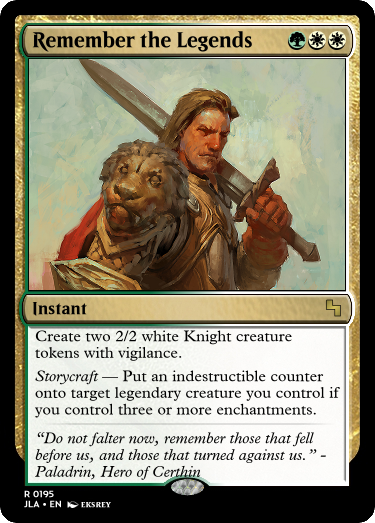 Remember the Legends
Instant
Create two 2/2 white Knight creature
tokens with vigilance.
Storycraft — Put an indestructible counter
onto target legendary creature you control if
you control three or more enchantments.
“Do not falter now, remember those that fell
before us, and those that turned against us.” -
Paladrin, Hero of Certhin
R 0195
JLA • EN EKSREY